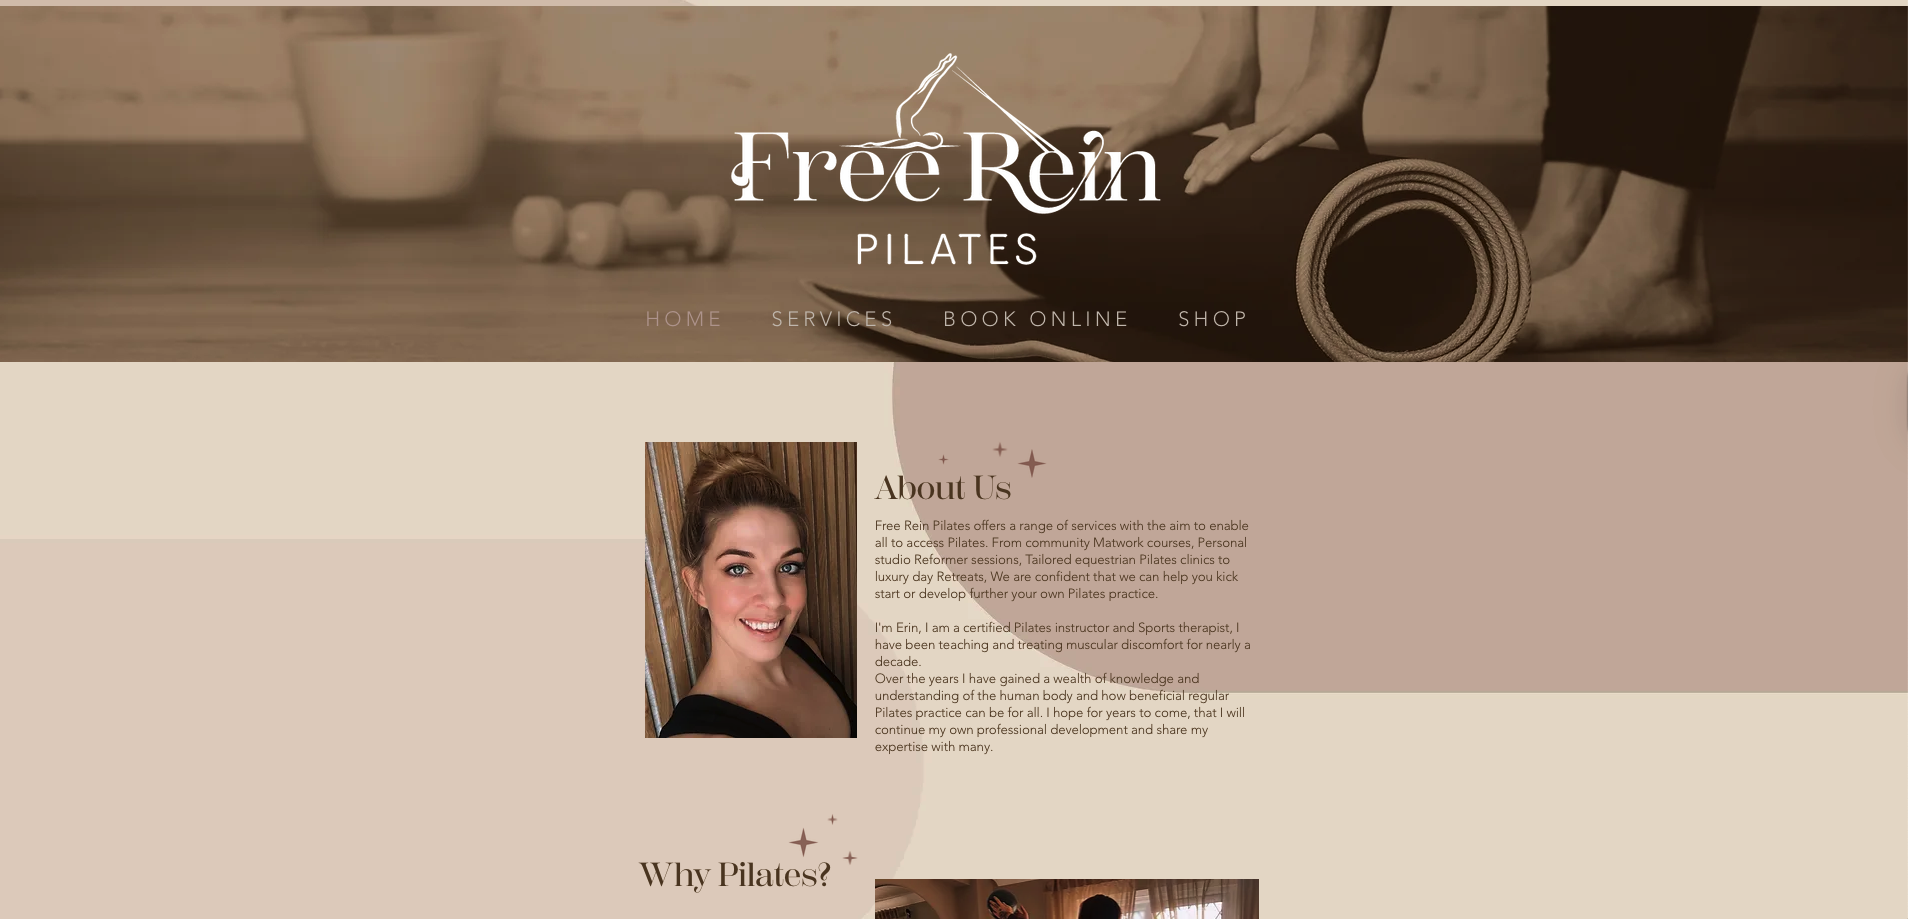 Free Rein
PILATES
HOME SERVICES BOOK ONLINE SHOP
About Us
Free Rein Pilates offers a range of services with the aim to enable
all to access Pilates. From community Matwork courses, Personal
studio Reformer sessions, Tailored equestrian Pilates clinics to
luxury day Retreats, We are confident that we can help you kick
start or develop further your own Pilates practice.
I'm Erin, I am a certified Pilates instructor and Sports therapist, I
have been teaching and treating muscular discomfort for nearly a
decade.
Over the years I have gained a wealth of knowledge and
understanding of the human body and how beneficial regular
Pilates practice can be for all. I hope for years to come, that I will
continue my own professional development and share my
expertise with many.
Why Pilates?